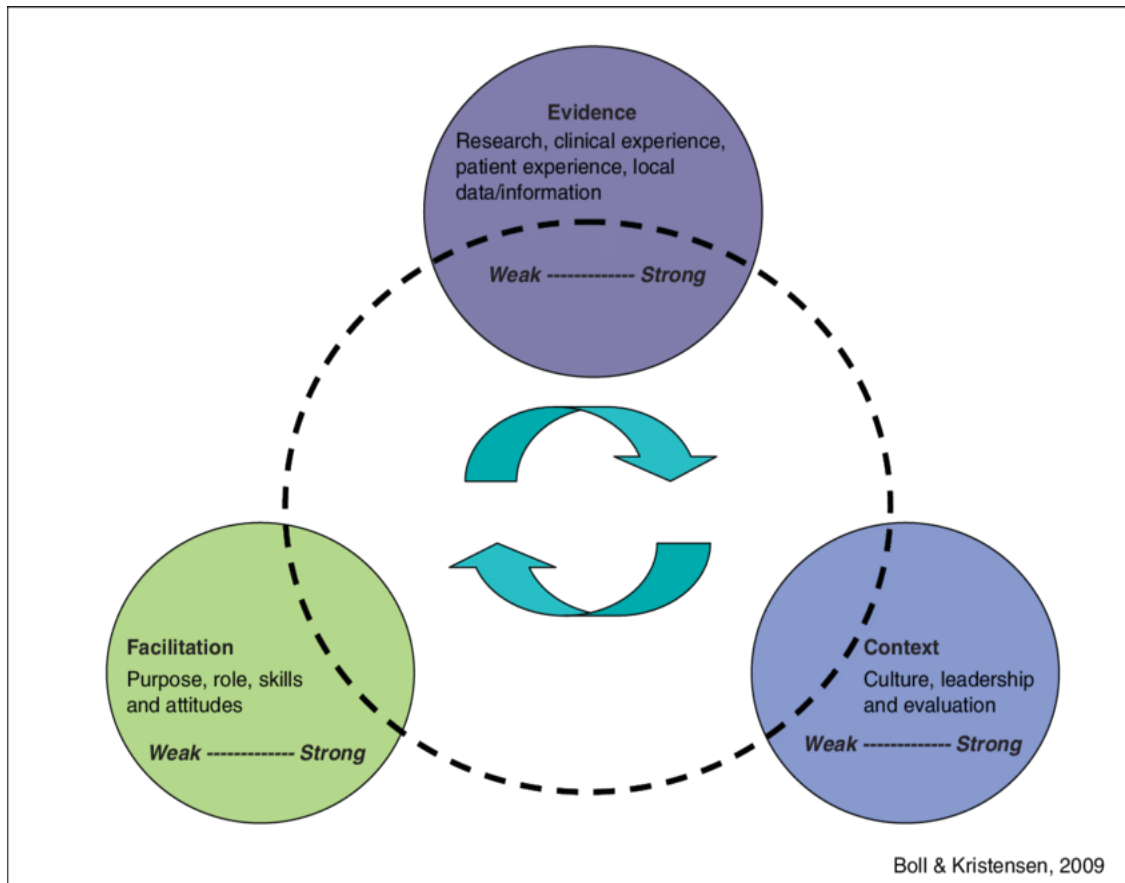 Evidence
Research, clinical experience,
patient experience, local
data/information
Weak ------------- Strong
Facilitation
Purpose, role, skills
and attitudes
Weak ------------- Strong
Context
Culture, leadership
and evaluation
Weak ------------- Strong
Boll & Kristensen, 2009